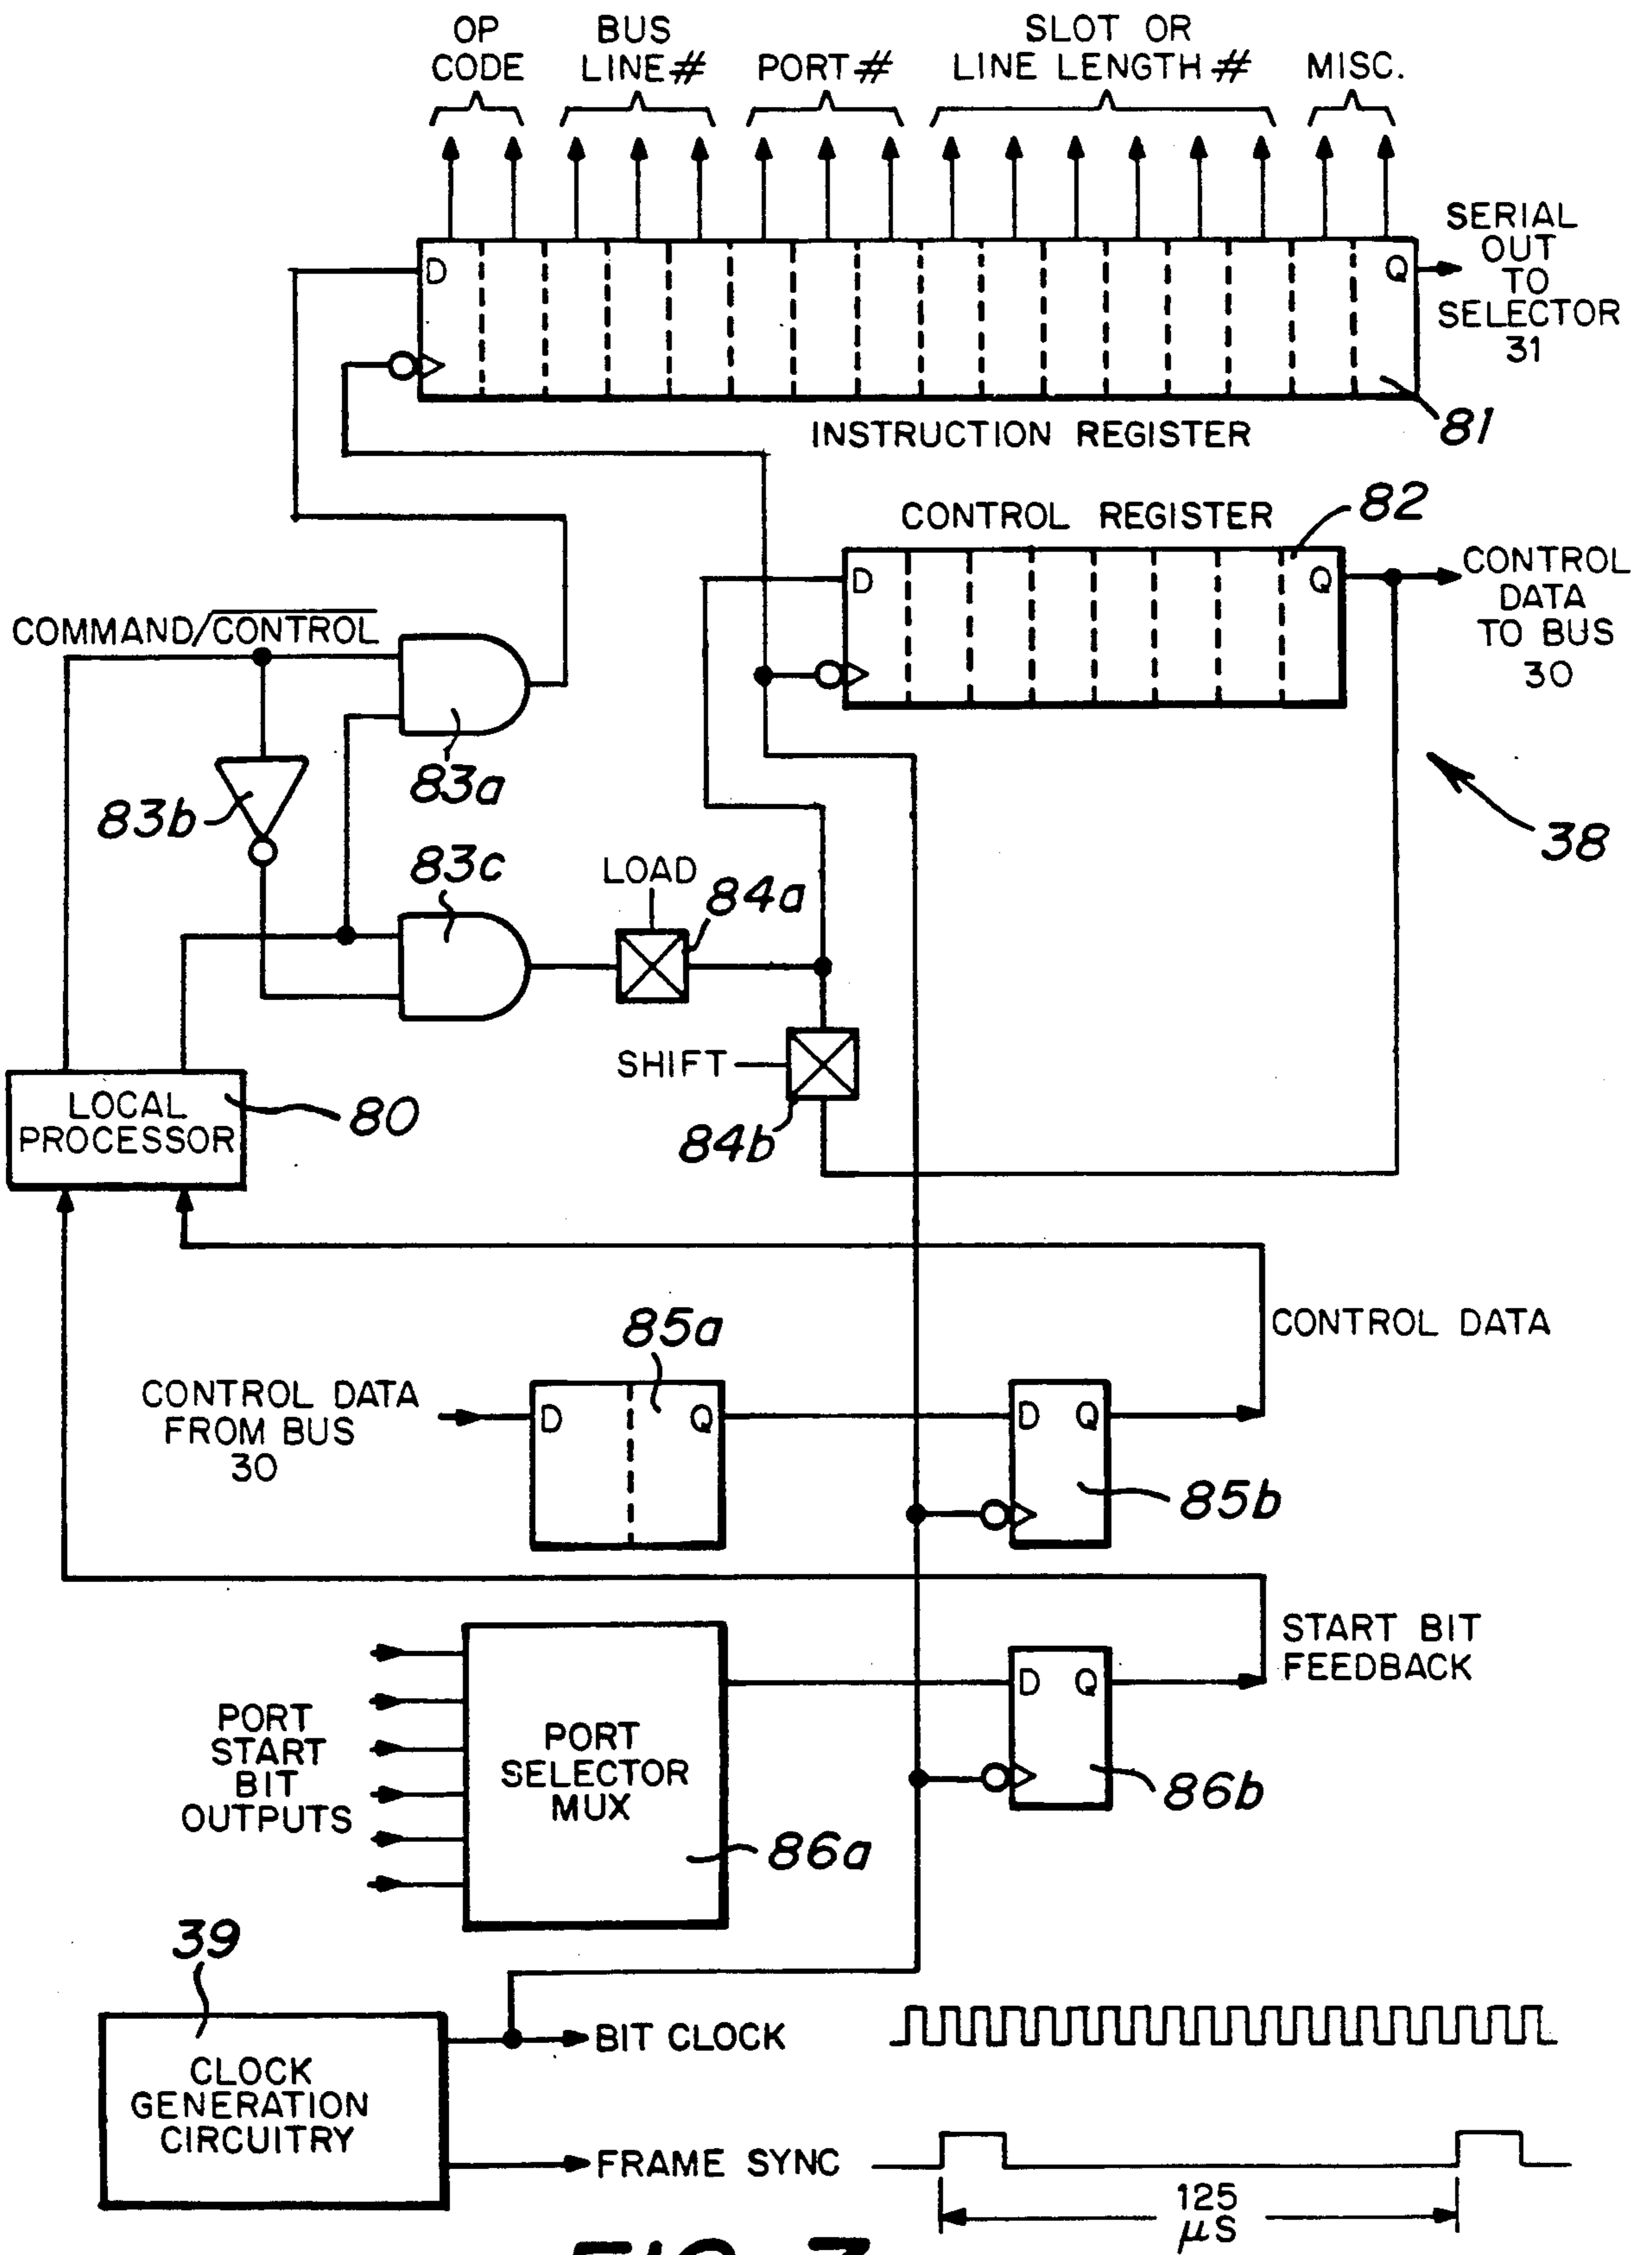 OP CODE
BUS LINE#
PORT#
SLOT OR LINE LENGTH#
MISC.
D
Q
SERIAL OUT TO SELECTOR 31
INSTRUCTION REGISTER
81
CONTROL REGISTER
82
D
Q
CONTROL DATA TO BUS 30
COMMAND/CONTROL
83a
83b
83c
LOAD
84a
38
SHIFT
84b
LOCAL PROCESSOR
80
CONTROL DATA
85a
CONTROL DATA FROM BUS 30
D
Q
D
Q
85b
START BIT FEEDBACK
PORT START BIT OUTPUTS
PORT SELECTOR MUX
86a
D
Q
86b
39
CLOCK GENERATION CIRCUITRY
BIT CLOCK
FRAME SYNC
125 µS